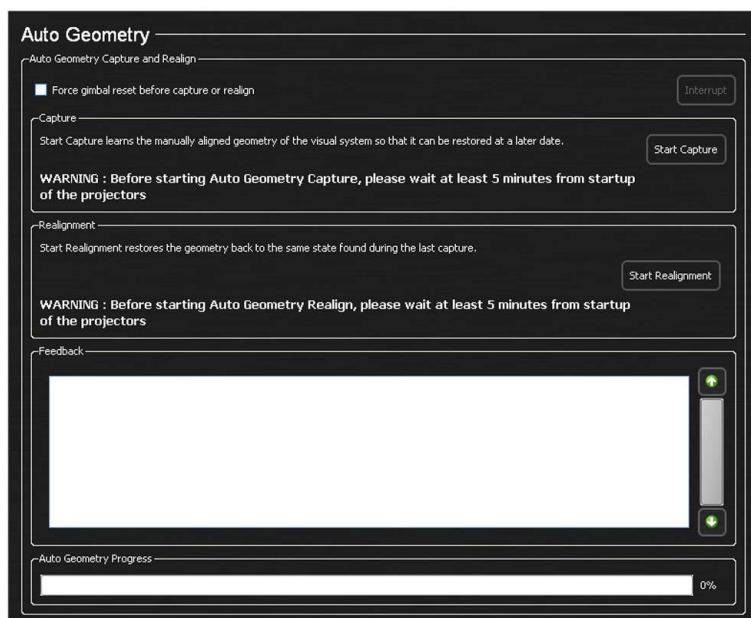 Auto Geometry
Auto Geometry Capture and Realign
Force gimbal reset before capture or realign
Interrupt
Capture
Start Capture learns the manually aligned geometry of the visual system so that it can be restored at a later date.
Start Capture
WARNING : Before starting Auto Geometry Capture, please wait at least 5 minutes from startup
of the projectors
Realignment
Start Realignment restores the geometry back to the same state found during the last capture.
Start Realignment
WARNING : Before starting Auto Geometry Realign, please wait at least 5 minutes from startup
of the projectors
Feedback
Auto Geometry Progress
0%